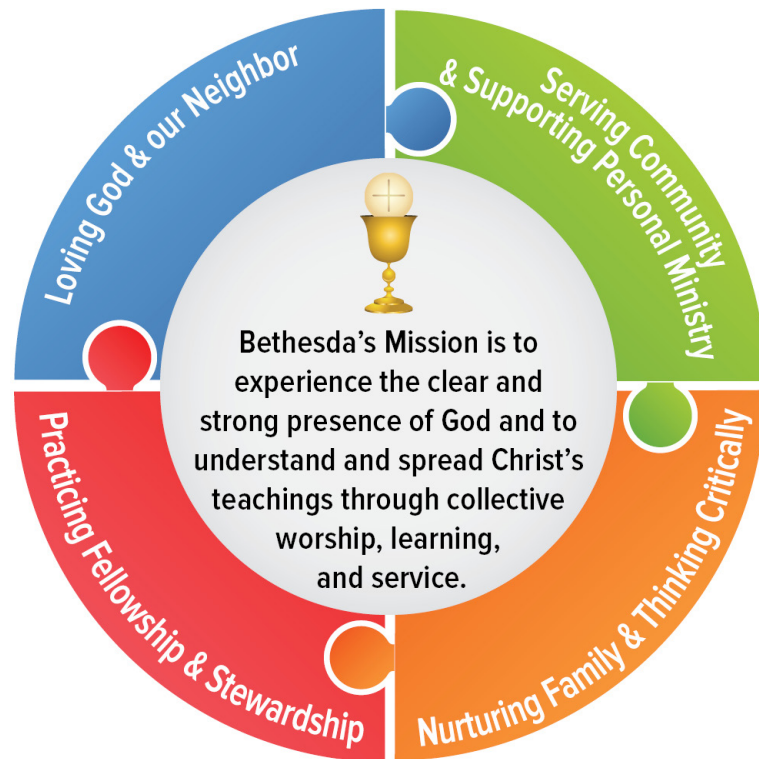 Loving God & our Neighbor
Serving Community
& Supporting Personal Ministry
Bethesda’s Mission is to
experience the clear and
strong presence of God and to
understand and spread Christ’s
teachings through collective
worship, learning,
and service.
Practicing Fellowship & Stewardship
Nurturing Family & Thinking Critically